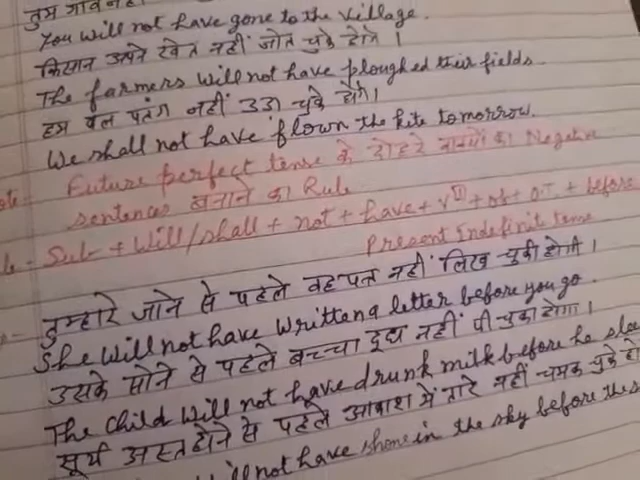 तुम गाँव नहीं
You will not have gone to the village.
किसान अपने खेत नहीं जोत चुके होंगे ।
The farmers will not have ploughed their fields.
हम कल पतंग नहीं उड़ा चुके होंगे।
We shall not have flown the kite tomorrow.
Future perfect tense के दोहरे वाक्यों का Negative
sentences बनाने का Rule
Sub + Will/shall + not + have + VIII + ob + O.T. + before
Present Indefinite tense
तुम्हारे जाने से पहले वह पत्र नहीं लिख चुकी होगी ।
She will not have written a letter before you go.
उसके सोने से पहले बच्चा दूध नहीं पी चुका होगा ।
The child will not have drunk milk before he
सूर्य अस्त होने से पहले आकाश में तारे नहीं चमक चुके
will not have shone in the sky before the